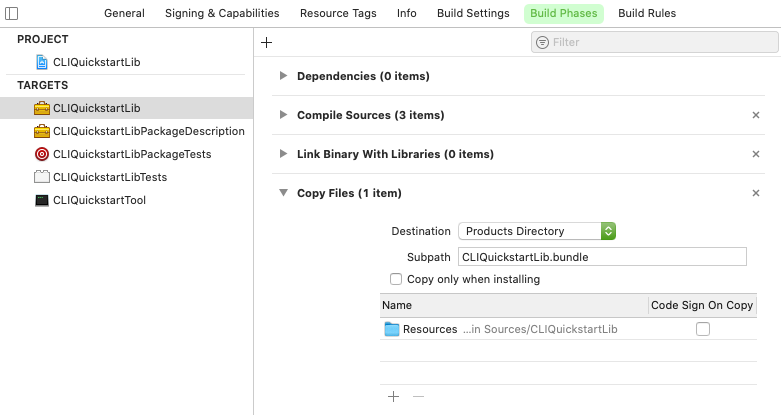 General Signing & Capabilities Resource Tags Info Build Settings Build Phases Build Rules
PROJECT
CLIQuickstartLib
TARGETS
CLIQuickstartLib
CLIQuickstartLibPackageDescription
CLIQuickstartLibPackageTests
CLIQuickstartLibTests
CLIQuickstartTool
Filter
Dependencies (0 items)
Compile Sources (3 items)
Link Binary With Libraries (0 items)
Copy Files (1 item)
Destination Products Directory
Subpath CLIQuickstartLib.bundle
Copy only when installing
Name Code Sign On Copy
Resources ...in Sources/CLIQuickstartLib